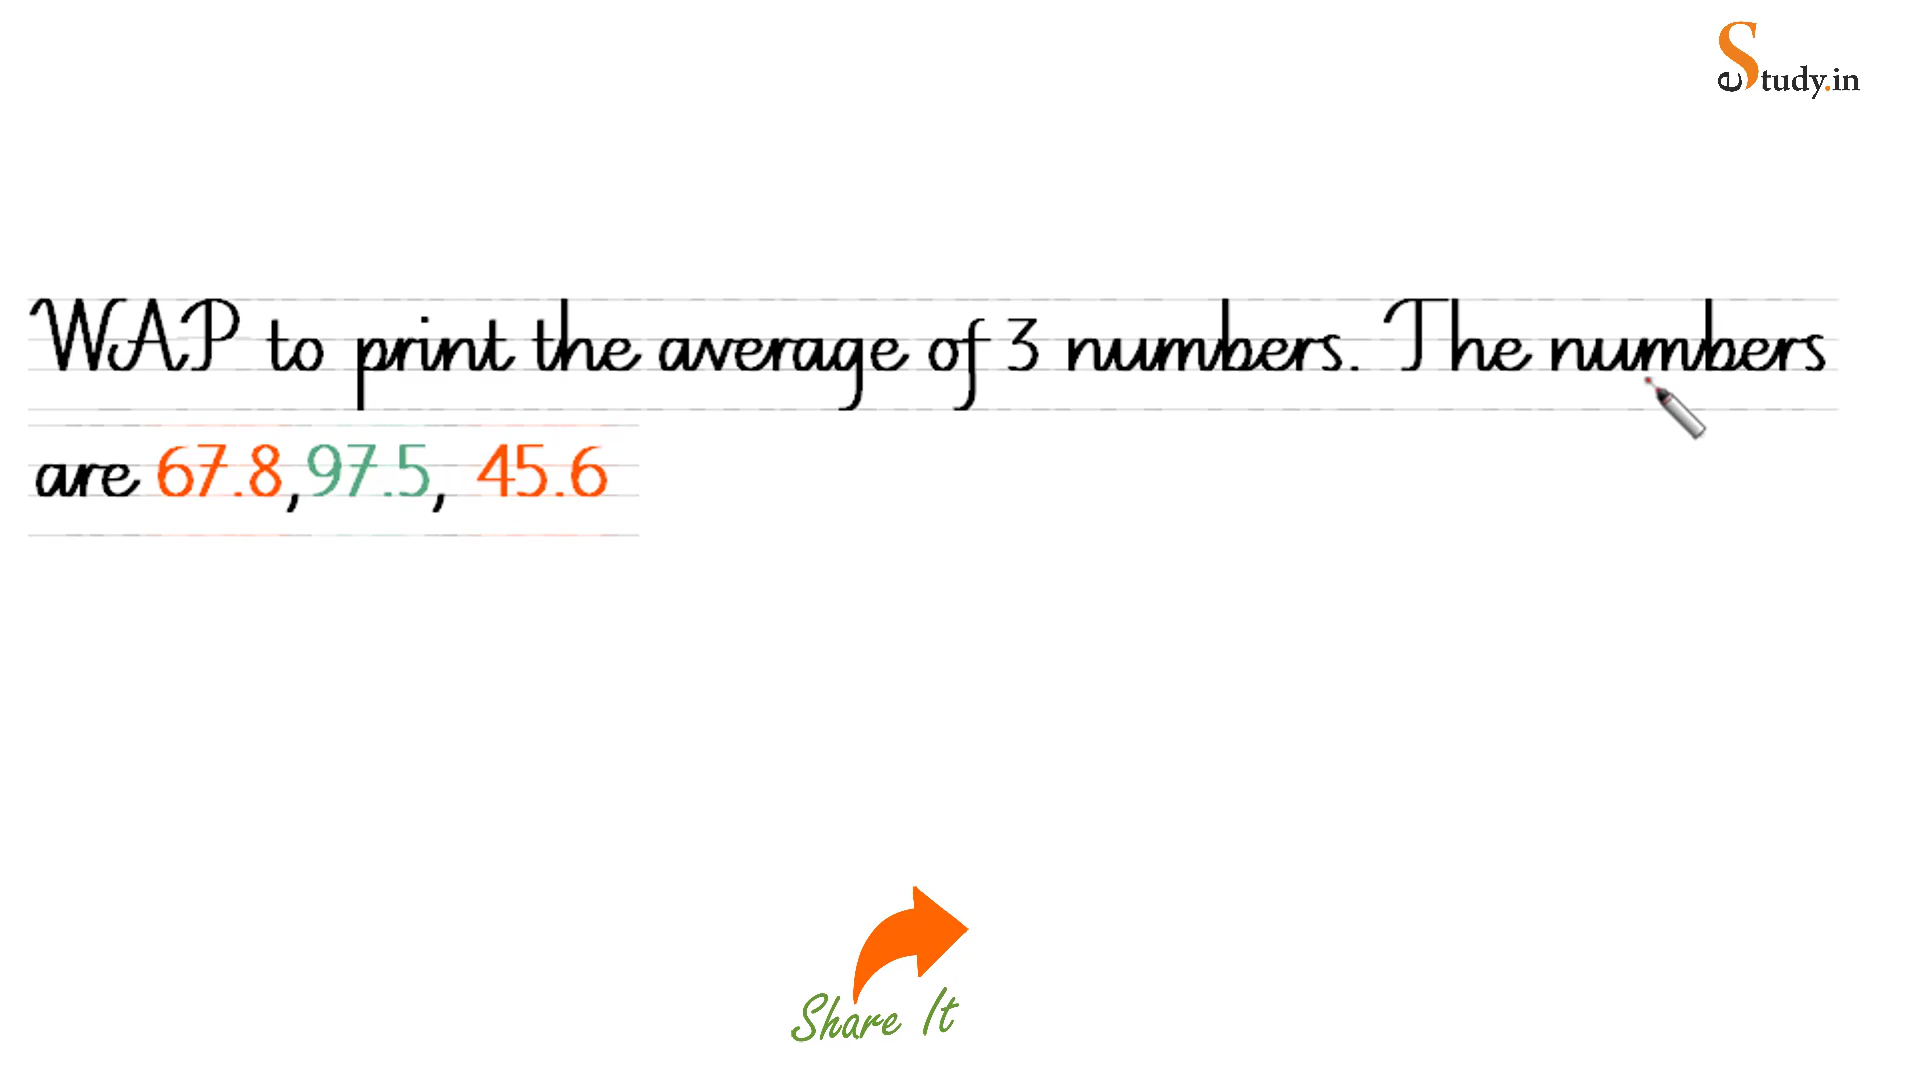 eStudy.in
WAP to print the average of 3 numbers. The numbers
are 67.8,97.5, 45.6
Share It